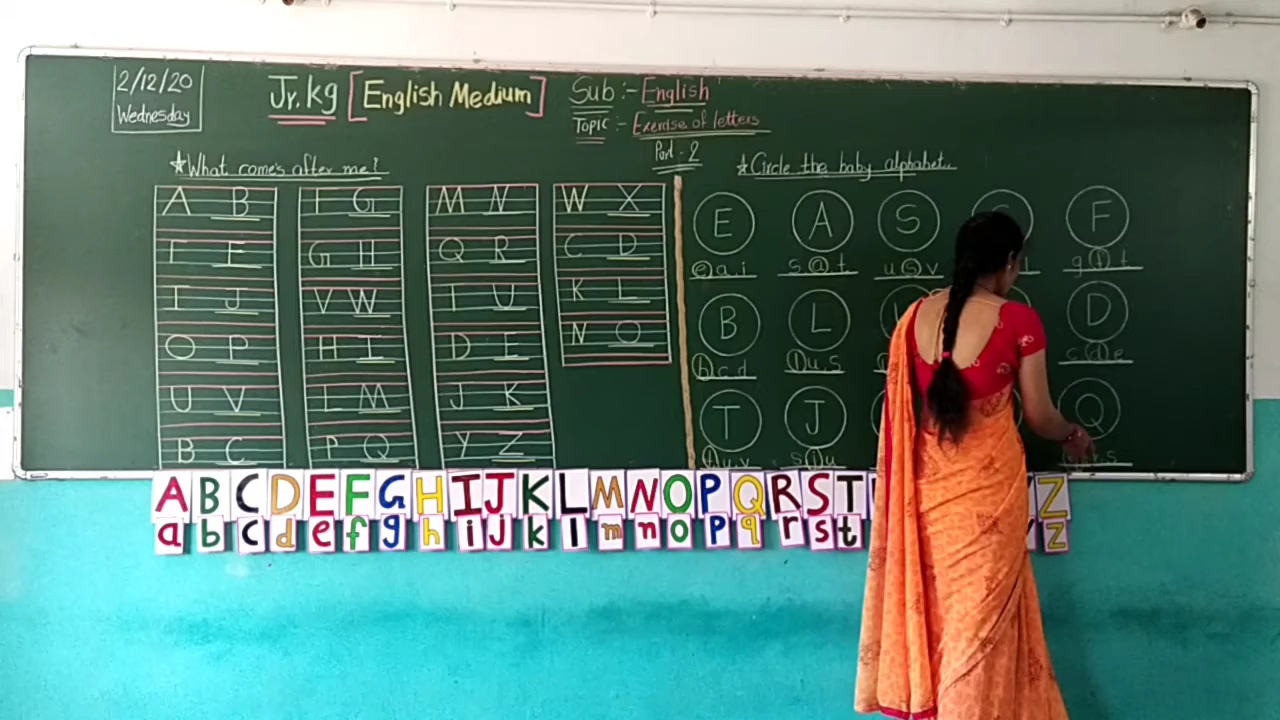 2/12/20
Wednesday
Jr.kg [English Medium]
Sub :- English
Topic :- Exercise of letters
Part - 2
★What come's after me?
A B
E F
I J
O P
U V
B C
F G
G H
V W
H I
L M
P Q
M N
Q R
T U
D E
J K
Y Z
W X
C D
K L
N O
★Circle the baby alphabet.
E A S F
e a i
s a t
u s v
g f t
B L D
b c d
l u s
c d e
T J Q
t u v
s j u
r s
A B C D E F G H I J K L M N O P Q R S T Z
a b c d e f g h i j k l m n o p q r s t z